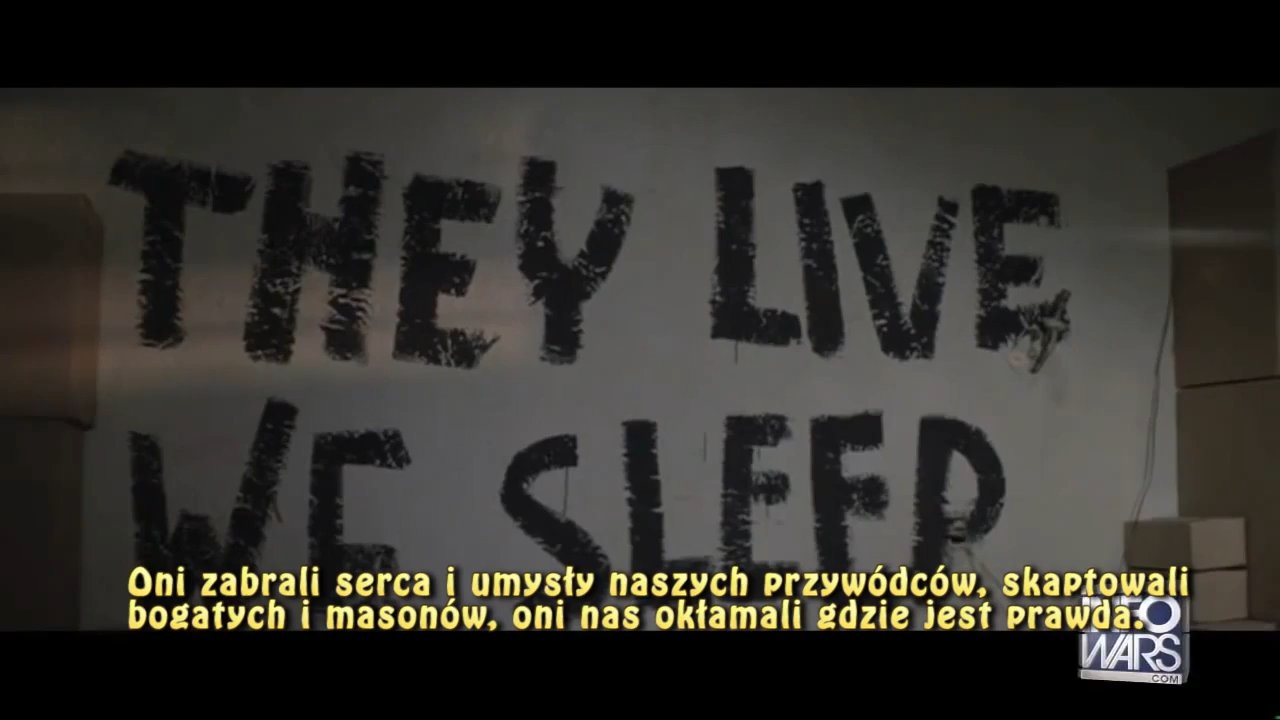 THEY LIVE
WE SLEEP
Oni zabrali serca i umysły naszych przywódców, skaptowali
bogatych i masonów, oni nas okłamali gdzie jest prawda.
INFO
WARS
.COM